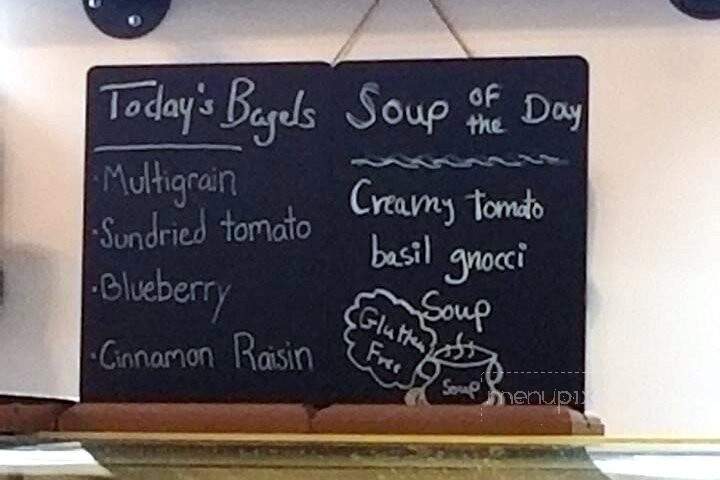 Today's Bagels
· Multigrain
· Sundried tomato
· Blueberry
· Cinnamon Raisin
Soup of the Day
Creamy tomato
basil gnocci
Soup
Glutten
Free
Soup
menupix